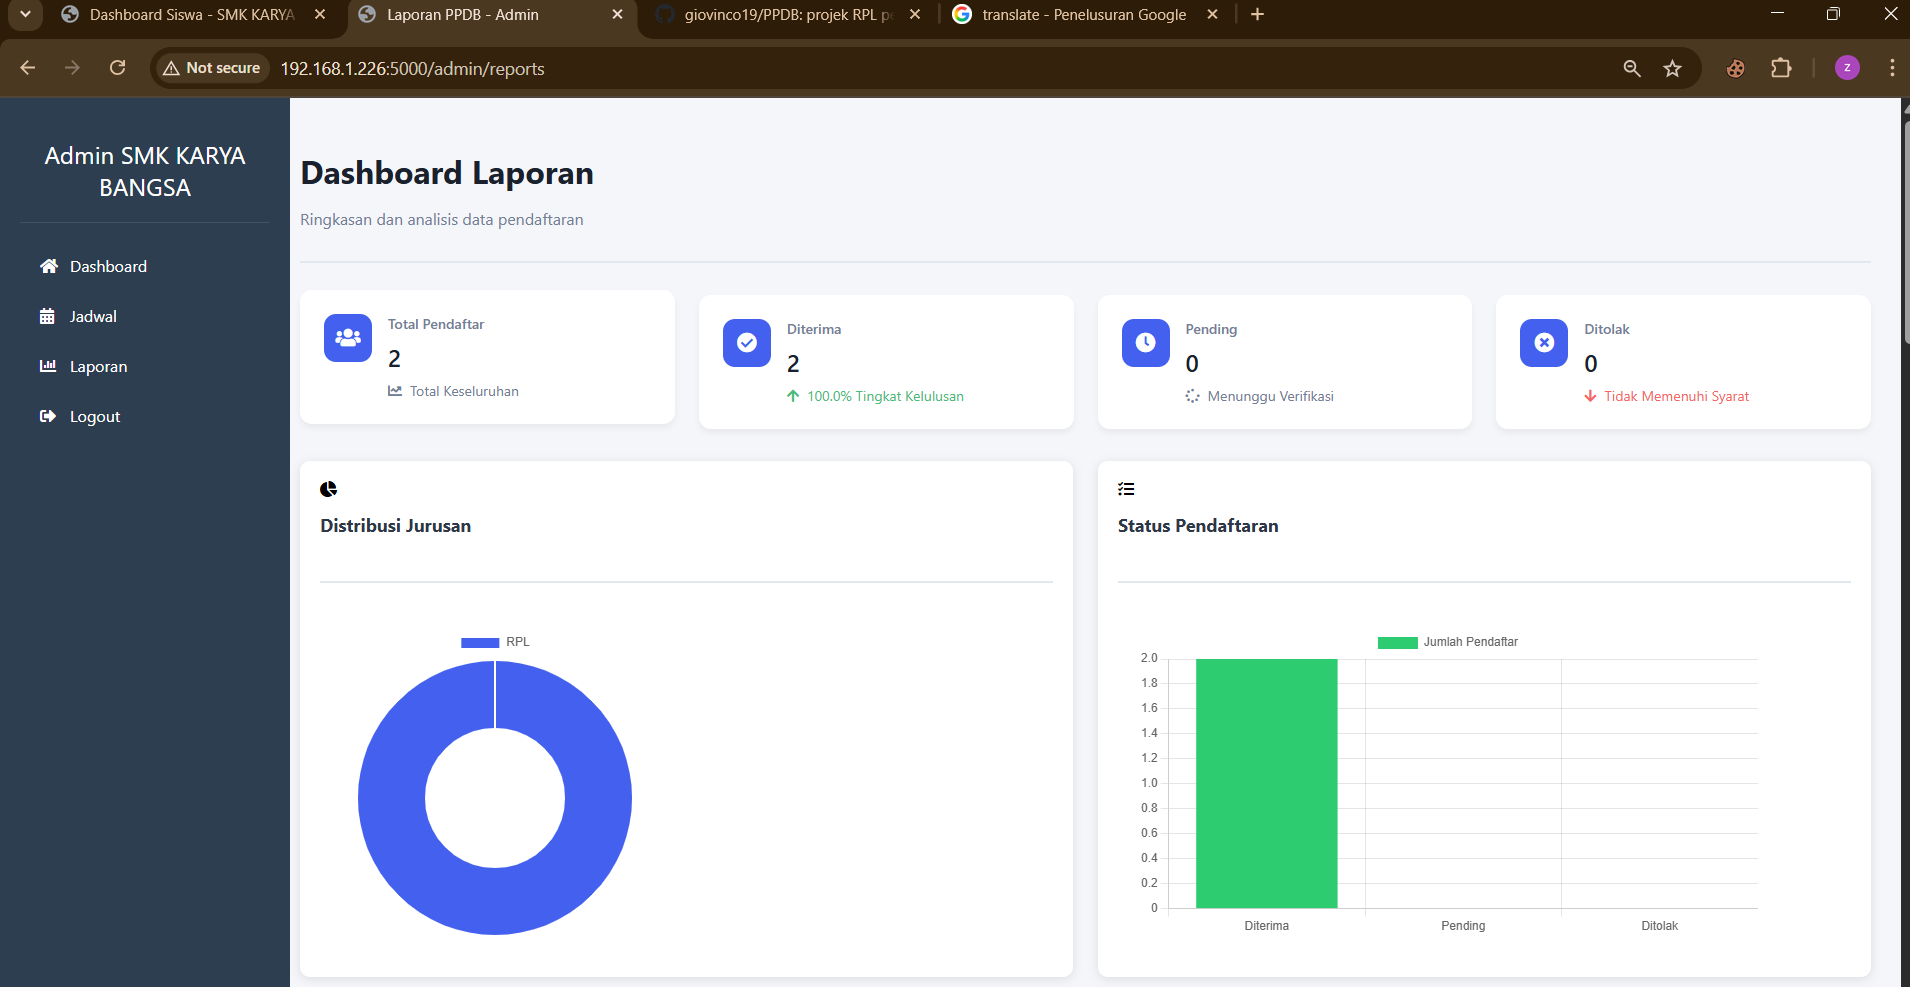 Dashboard Siswa - SMK KARYA
Laporan PPDB - Admin
giovinco19/PPDB: projek RPL pe
translate - Penelusuran Google
Not secure
192.168.1.226:5000/admin/reports
z
Admin SMK KARYA
BANGSA
Dashboard
Jadwal
Laporan
Logout
Dashboard Laporan
Ringkasan dan analisis data pendaftaran
Total Pendaftar
2
Total Keseluruhan
Diterima
2
100.0% Tingkat Kelulusan
Pending
0
Menunggu Verifikasi
Ditolak
0
Tidak Memenuhi Syarat
Distribusi Jurusan
RPL
Status Pendaftaran
Jumlah Pendaftar
2.0
1.8
1.6
1.4
1.2
1.0
0.8
0.6
0.4
0.2
0
Diterima
Pending
Ditolak